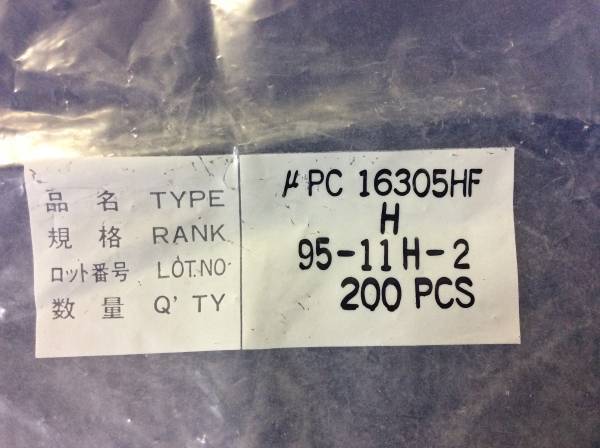 品名 TYPE μPC 16305HF
規格 RANK H
ロット番号 LOT.NO 95-11H-2
数量 Q'TY 200 PCS